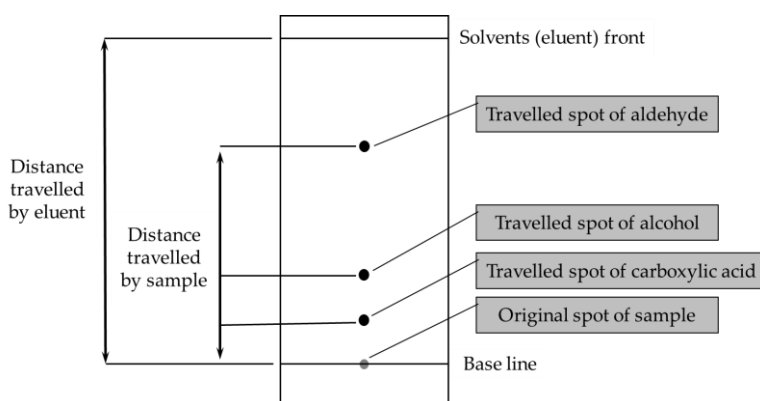 Solvents (eluent) front
Travelled spot of aldehyde
Distance
travelled
by eluent
Distance
travelled
by sample
Travelled spot of alcohol
Travelled spot of carboxylic acid
Original spot of sample
Base line